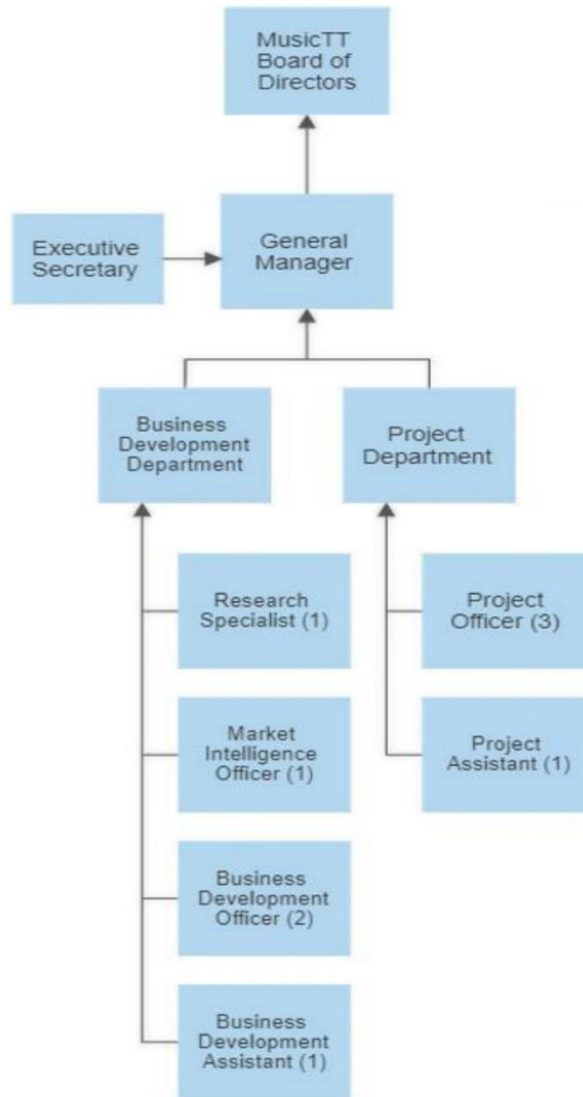 MusicTT
Board of
Directors
Executive
Secretary
General
Manager
Business
Development
Department
Project
Department
Research
Specialist (1)
Project
Officer (3)
Market
Intelligence
Officer (1)
Project
Assistant (1)
Business
Development
Officer (2)
Business
Development
Assistant (1)